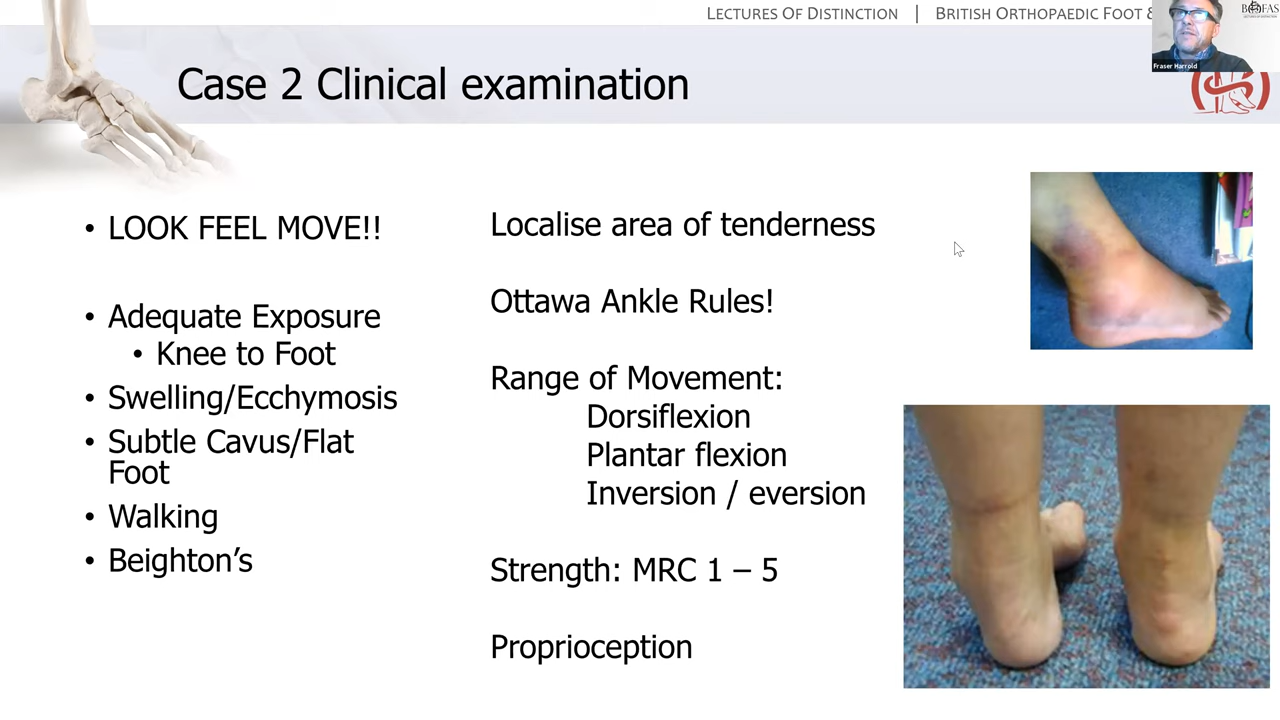 LECTURES OF DISTINCTION | BRITISH ORTHOPAEDIC FOOT &
Fraser Harrold
Case 2 Clinical examination
• LOOK FEEL MOVE!!
• Adequate Exposure
• Knee to Foot
• Swelling/Ecchymosis
• Subtle Cavus/Flat
Foot
• Walking
• Beighton’s
Localise area of tenderness
Ottawa Ankle Rules!
Range of Movement:
Dorsiflexion
Plantar flexion
Inversion / eversion
Strength: MRC 1 – 5
Proprioception